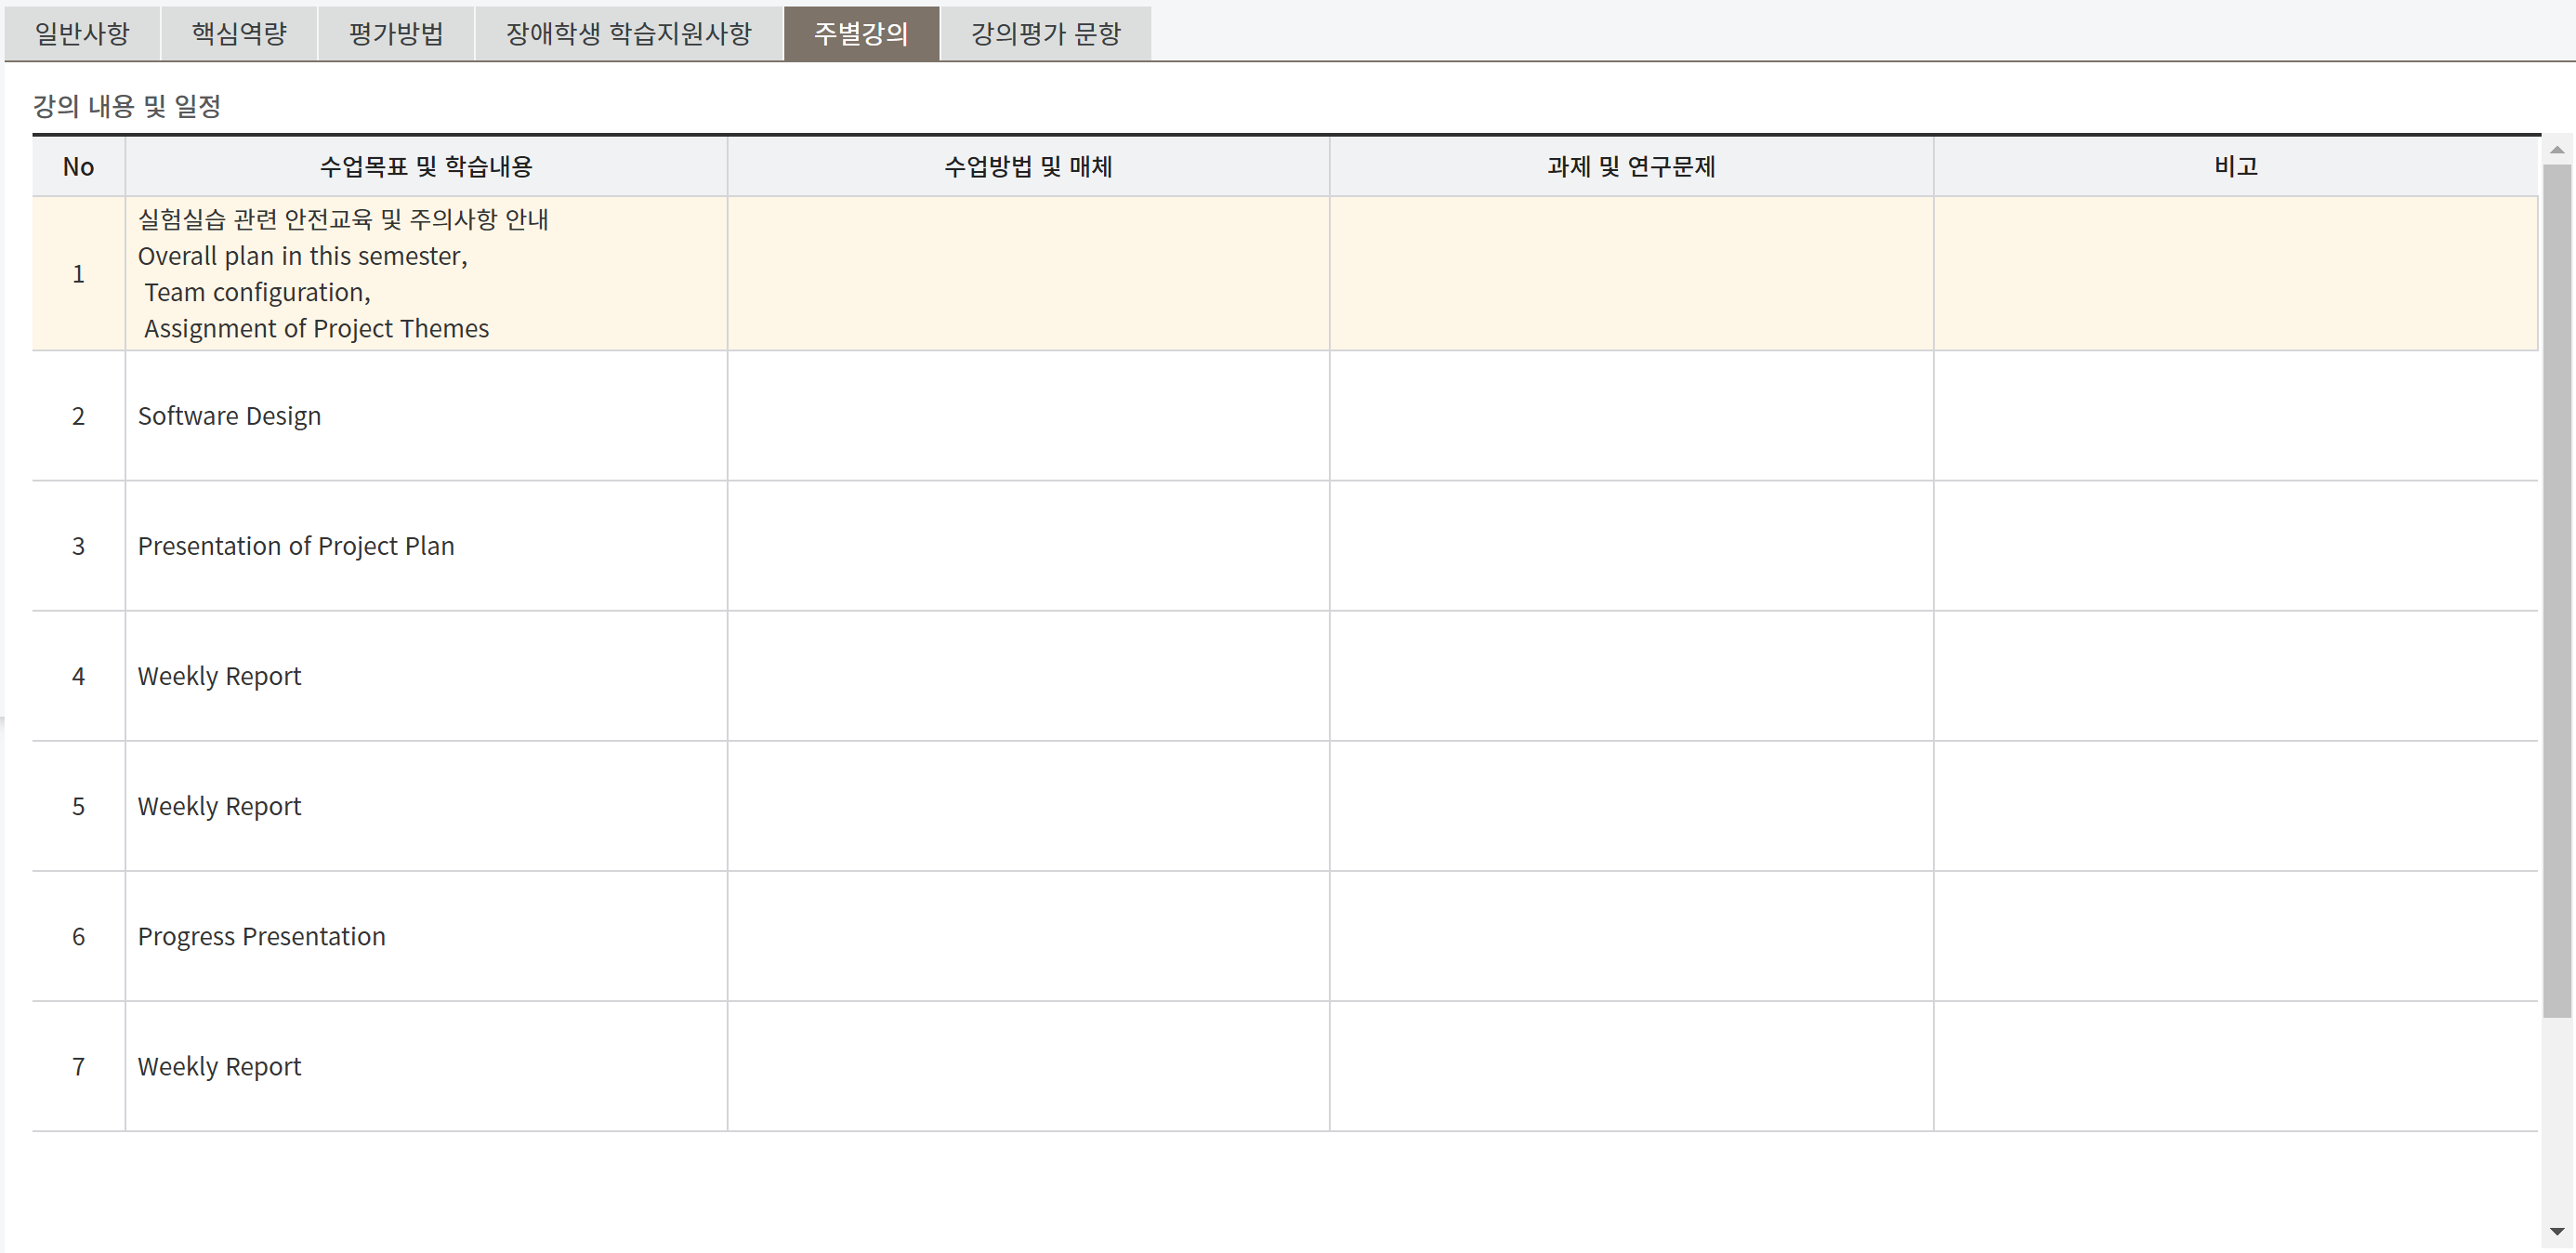 일반사항 핵심역량 평가방법 장애학생 학습지원사항 주별강의 강의평가 문항
강의 내용 및 일정
No 수업목표 및 학습내용 수업방법 및 매체 과제 및 연구문제 비고
1 실험실습 관련 안전교육 및 주의사항 안내
Overall plan in this semester,
Team configuration,
Assignment of Project Themes
2 Software Design
3 Presentation of Project Plan
4 Weekly Report
5 Weekly Report
6 Progress Presentation
7 Weekly Report